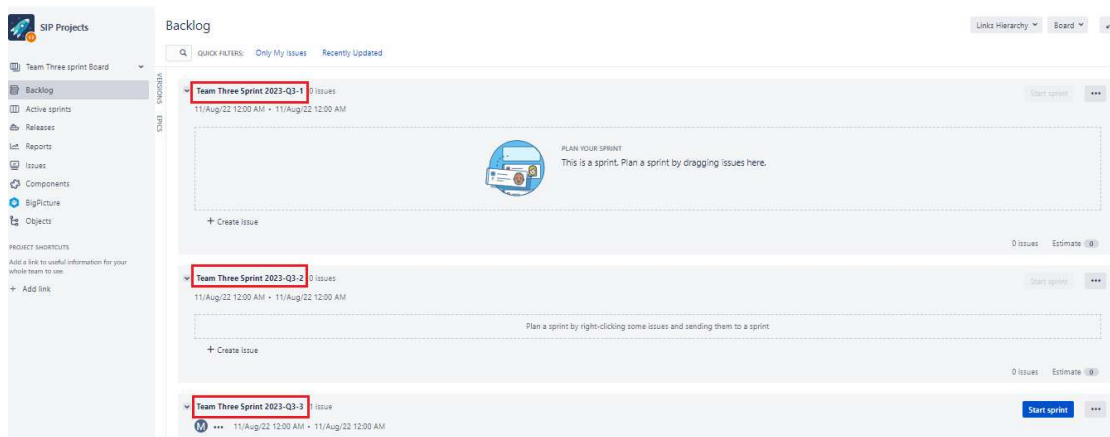 SIP Projects
Team Three sprint Board
Backlog
Active sprints
Releases
Reports
Issues
Components
BigPicture
Objects
PROJECT SHORTCUTS
Add a link to useful information for your
whole team to see.
+ Add link
VERSIONS
EPICS
Backlog
Links Hierarchy
Board
QUICK FILTERS: Only My Issues Recently Updated
Team Three Sprint 2023-Q3-1 0 issues
Start sprint •••
11/Aug/22 12:00 AM • 11/Aug/22 12:00 AM
PLAN YOUR SPRINT
This is a sprint. Plan a sprint by dragging issues here.
+ Create issue
0 issues Estimate 0
Team Three Sprint 2023-Q3-2 0 issues
Start sprint •••
11/Aug/22 12:00 AM • 11/Aug/22 12:00 AM
Plan a sprint by right-clicking some issues and sending them to a sprint
+ Create issue
0 issues Estimate 0
Team Three Sprint 2023-Q3-3 1 issue
Start sprint •••
M ••• 11/Aug/22 12:00 AM • 11/Aug/22 12:00 AM